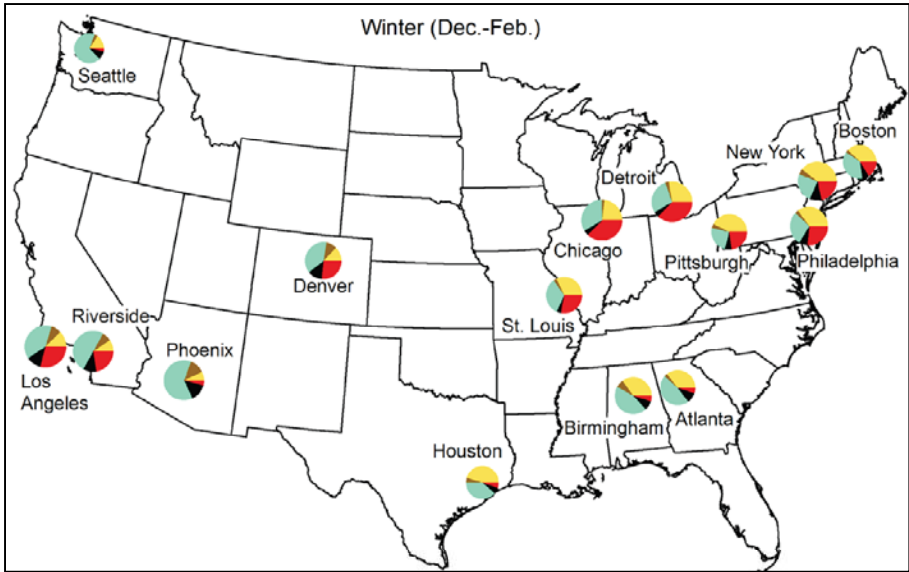 Winter (Dec.-Feb.)
Seattle
Boston
New York
Detroit
Chicago
Pittsburgh
Philadelphia
Denver
St. Louis
Riverside
Phoenix
Los
Angeles
Birmingham
Atlanta
Houston